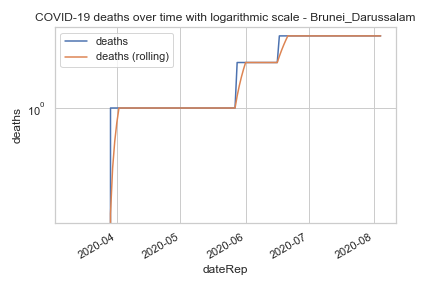 COVID-19 deaths over time with logarithmic scale - Brunei_Darussalam
deaths
deaths (rolling)
10⁰
deaths
2020-04
2020-05
2020-06
2020-07
2020-08
dateRep